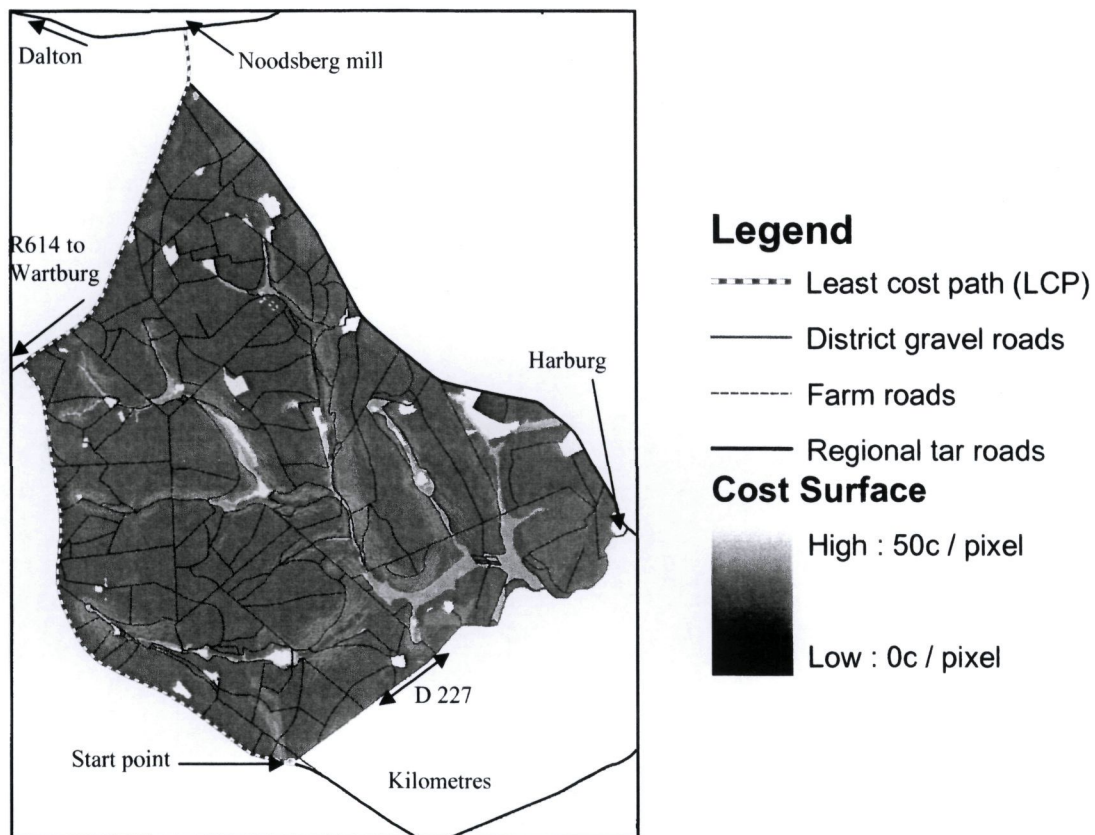 Dalton
Noodsberg mill
R614 to
Wartburg
Harburg
D 227
Start point
Kilometres
Legend
Least cost path (LCP)
District gravel roads
Farm roads
Regional tar roads
Cost Surface
High : 50c / pixel
Low : 0c / pixel